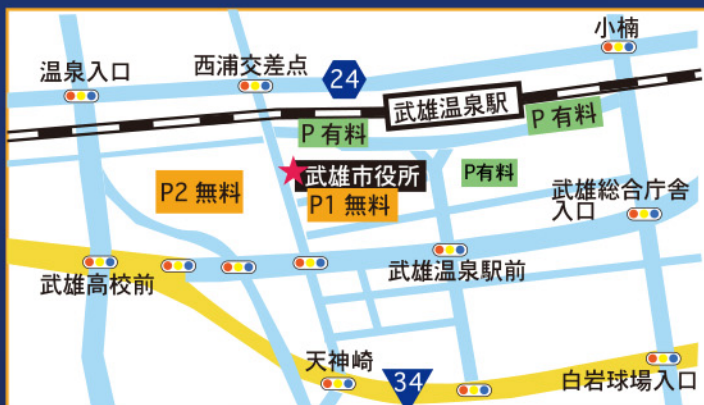 小楠
温泉入口
西浦交差点
24
武雄温泉駅
P 有料
P 有料
武雄市役所
P有料
P2 無料
P1 無料
武雄総合庁舎
入口
武雄高校前
武雄温泉駅前
天神崎
34
白岩球場入口